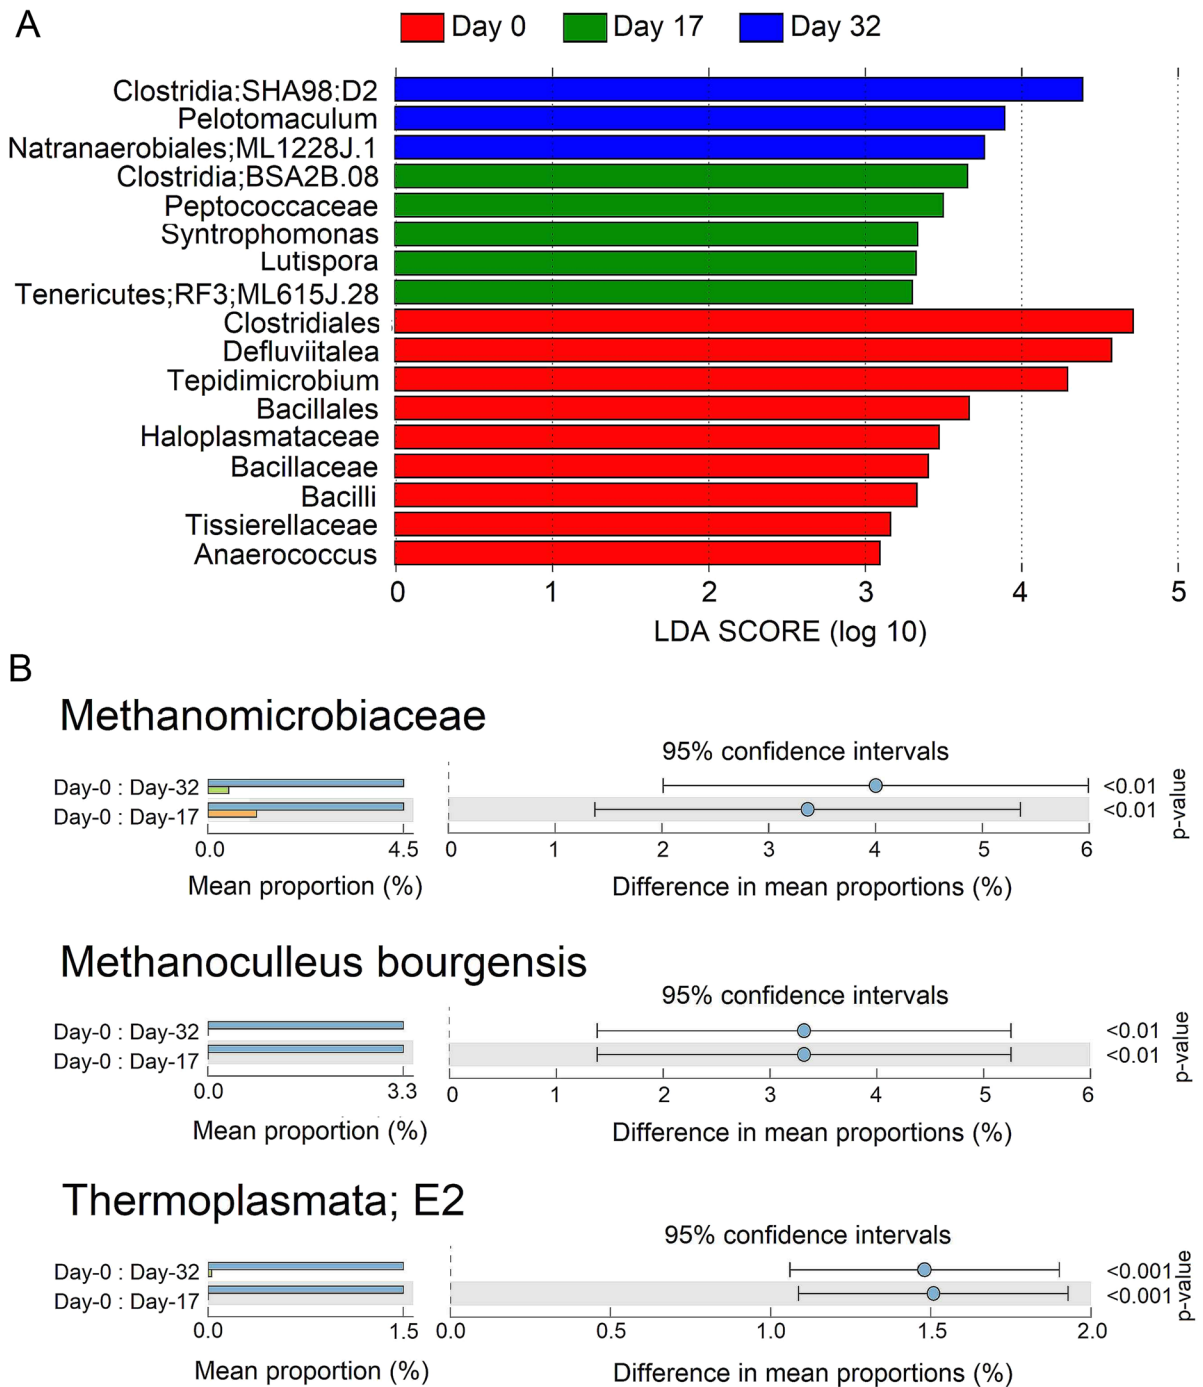 A
Day 0 Day 17 Day 32
Clostridia;SHA98;D2
Pelotomaculum
Natranaerobiales;ML1228J.1
Clostridia;BSA2B.08
Peptococcaceae
Syntrophomonas
Lutispora
Tenericutes;RF3;ML615J.28
Clostridiales
Defluviitalea
Tepidimicrobium
Bacillales
Haloplasmataceae
Bacillaceae
Bacilli
Tissierellaceae
Anaerococcus
0 1 2 3 4 5
LDA SCORE (log 10)
B
Methanomicrobiaceae
95% confidence intervals
Day-0 : Day-32 <0.01
Day-0 : Day-17 <0.01
p-value
0.0 4.5 0 1 2 3 4 5 6
Mean proportion (%) Difference in mean proportions (%)
Methanoculleus bourgensis
95% confidence intervals
Day-0 : Day-32 <0.01
Day-0 : Day-17 <0.01
p-value
0.0 3.3 0 1 2 3 4 5 6
Mean proportion (%) Difference in mean proportions (%)
Thermoplasmata; E2
95% confidence intervals
Day-0 : Day-32 <0.001
Day-0 : Day-17 <0.001
p-value
0.0 1.5 0.0 0.5 1.0 1.5 2.0
Mean proportion (%) Difference in mean proportions (%)